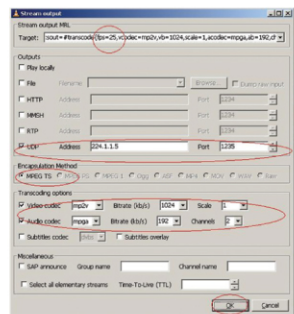 Stream output
Stream output MRL
Target: :sout=#transcode{fps=25,vcodec=mp2v,vb=1024,scale=1,acodec=mpga,ab=192,ch
Outputs
Play locally
File Filename Browse... Dump raw input
HTTP Address Port 1234
MMSH Address Port 1234
RTP Address Port 1234
UDP Address 224.1.1.5 Port 1235
Encapsulation Method
MPEG TS MPEG PS MPEG 1 Ogg ASF MP4 MOV WAV Raw
Transcoding options
Video codec mp2v Bitrate (kb/s) 1024 Scale 1
Audio codec mpga Bitrate (kb/s) 192 Channels 2
Subtitles codec Subtitles overlay
Miscellaneous
SAP announce Group name Channel name
Select all elementary streams Time-To-Live (TTL)
OK Cancel